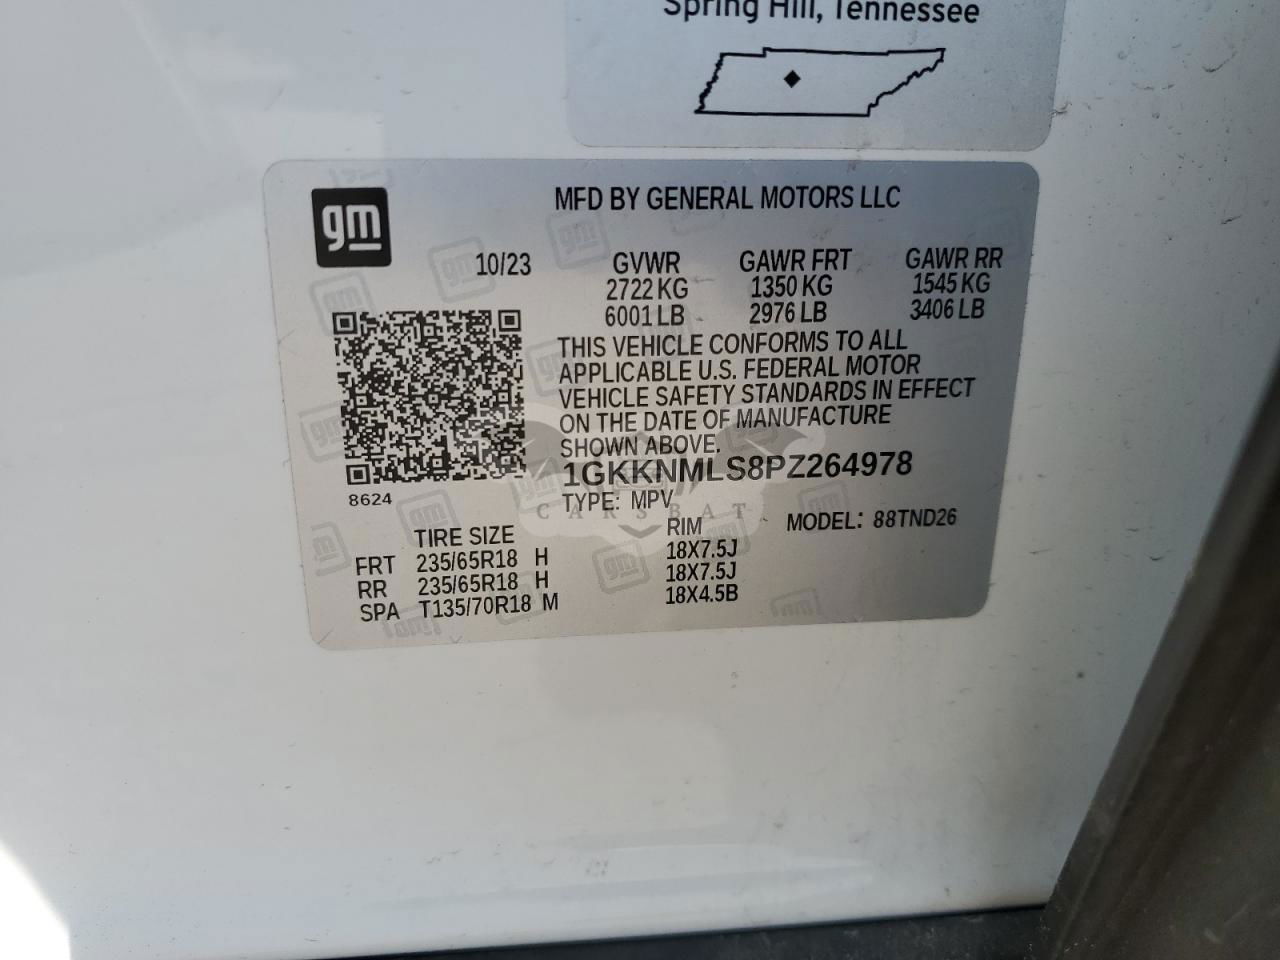 Spring Hill, Tennessee
gm
MFD BY GENERAL MOTORS LLC
10/23
GVWR GAWR FRT GAWR RR
2722 KG 1350 KG 1545 KG
6001 LB 2976 LB 3406 LB
THIS VEHICLE CONFORMS TO ALL
APPLICABLE U.S. FEDERAL MOTOR
VEHICLE SAFETY STANDARDS IN EFFECT
ON THE DATE OF MANUFACTURE
SHOWN ABOVE.
1GKKNMLS8PZ264978
8624
TYPE: MPV
CARSBAT
MODEL: 88TND26
TIRE SIZE RIM
FRT 235/65R18 H 18X7.5J
RR 235/65R18 H 18X7.5J
SPA T135/70R18 M 18X4.5B